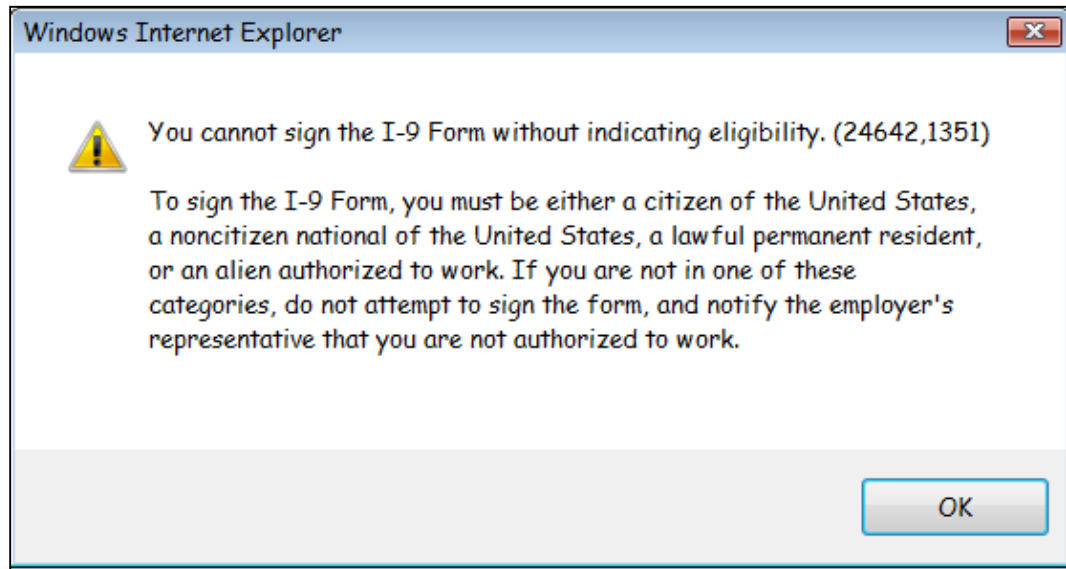 Windows Internet Explorer
You cannot sign the I-9 Form without indicating eligibility. (24642,1351)
To sign the I-9 Form, you must be either a citizen of the United States,
a noncitizen national of the United States, a lawful permanent resident,
or an alien authorized to work. If you are not in one of these
categories, do not attempt to sign the form, and notify the employer's
representative that you are not authorized to work.
OK